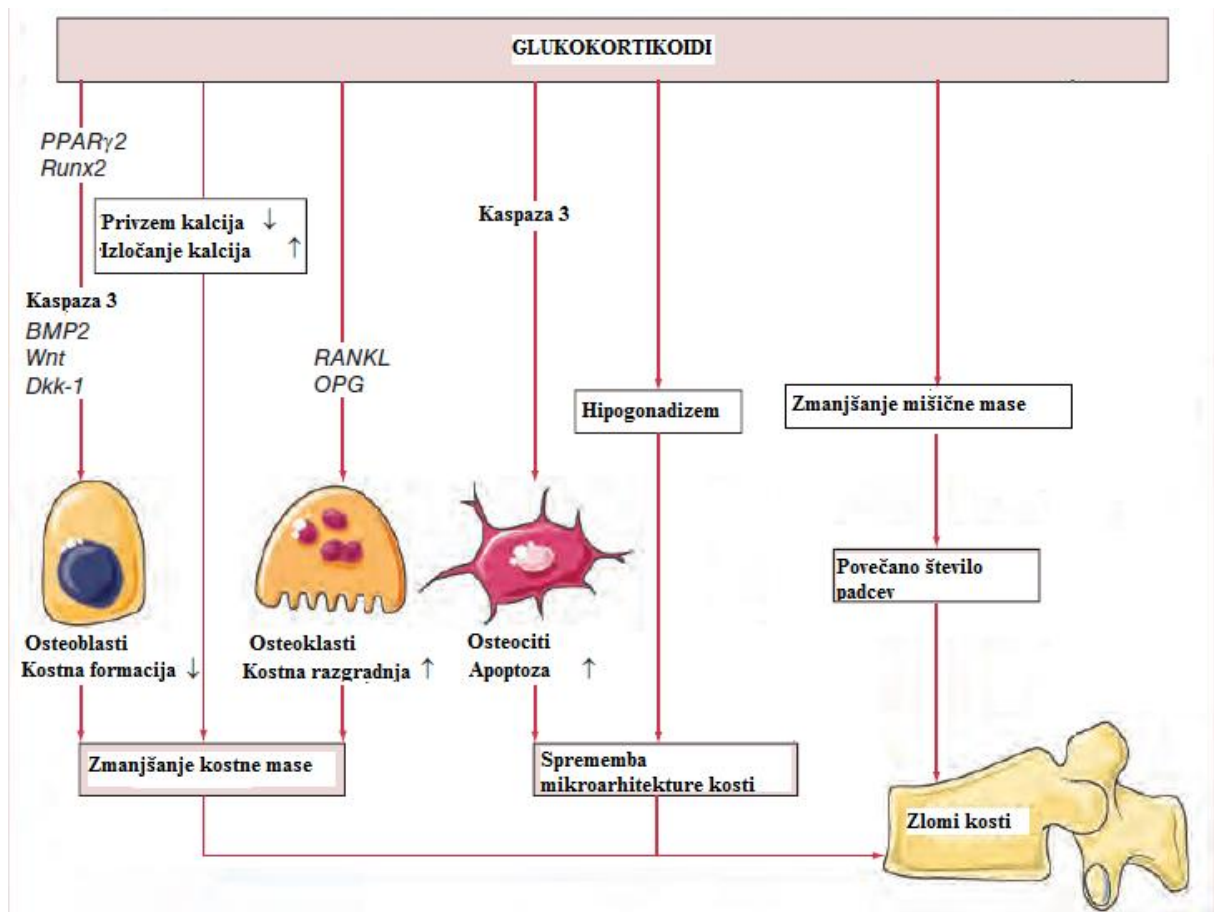 GLUKOKORTIKOIDI
PPARγ2
Runx2
Privzem kalcija ↓
Izločanje kalcija ↑
Kaspaza 3
BMP2
Wnt
Dkk-1
RANKL
OPG
Kaspaza 3
Hipogonadizem
Zmanjšanje mišične mase
Povečano število
padcev
Osteoblasti
Kostna formacija ↓
Osteoklasti
Kostna razgradnja ↑
Osteociti
Apoptoza ↑
Zmanjšanje kostne mase
Sprememba
mikroarhitekture kosti
Zlomi kosti